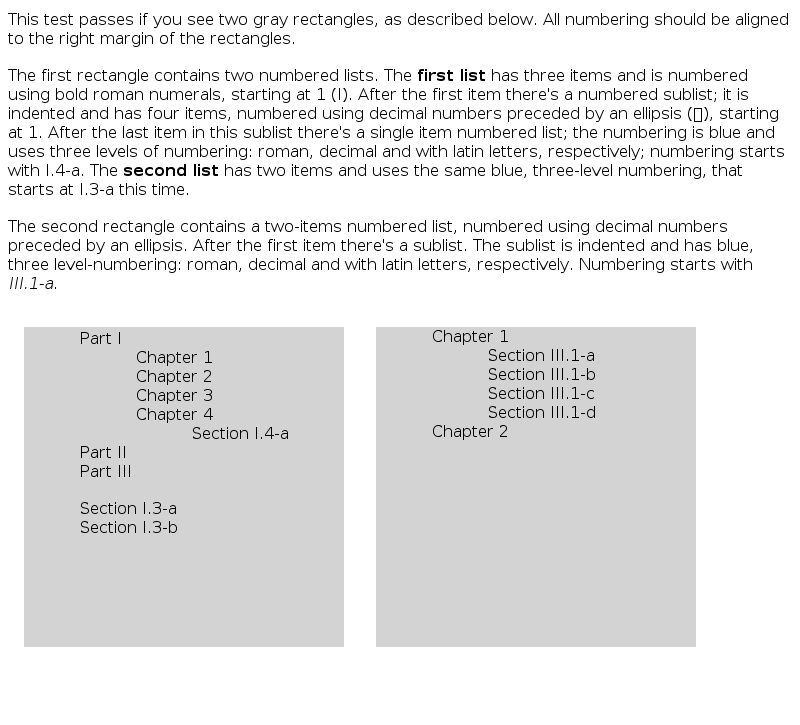 This test passes if you see two gray rectangles, as described below. All numbering should be aligned
to the right margin of the rectangles.
The first rectangle contains two numbered lists. The first list has three items and is numbered
using bold roman numerals, starting at 1 (I). After the first item there's a numbered sublist; it is
indented and has four items, numbered using decimal numbers preceded by an ellipsis (▯), starting
at 1. After the last item in this sublist there's a single item numbered list; the numbering is blue and
uses three levels of numbering: roman, decimal and with latin letters, respectively; numbering starts
with I.4-a. The second list has two items and uses the same blue, three-level numbering, that
starts at I.3-a this time.
The second rectangle contains a two-items numbered list, numbered using decimal numbers
preceded by an ellipsis. After the first item there's a sublist. The sublist is indented and has blue,
three level-numbering: roman, decimal and with latin letters, respectively. Numbering starts with
III.1-a.
Part I
Chapter 1
Chapter 2
Chapter 3
Chapter 4
Section I.4-a
Part II
Part III
Section I.3-a
Section I.3-b
Chapter 1
Section III.1-a
Section III.1-b
Section III.1-c
Section III.1-d
Chapter 2